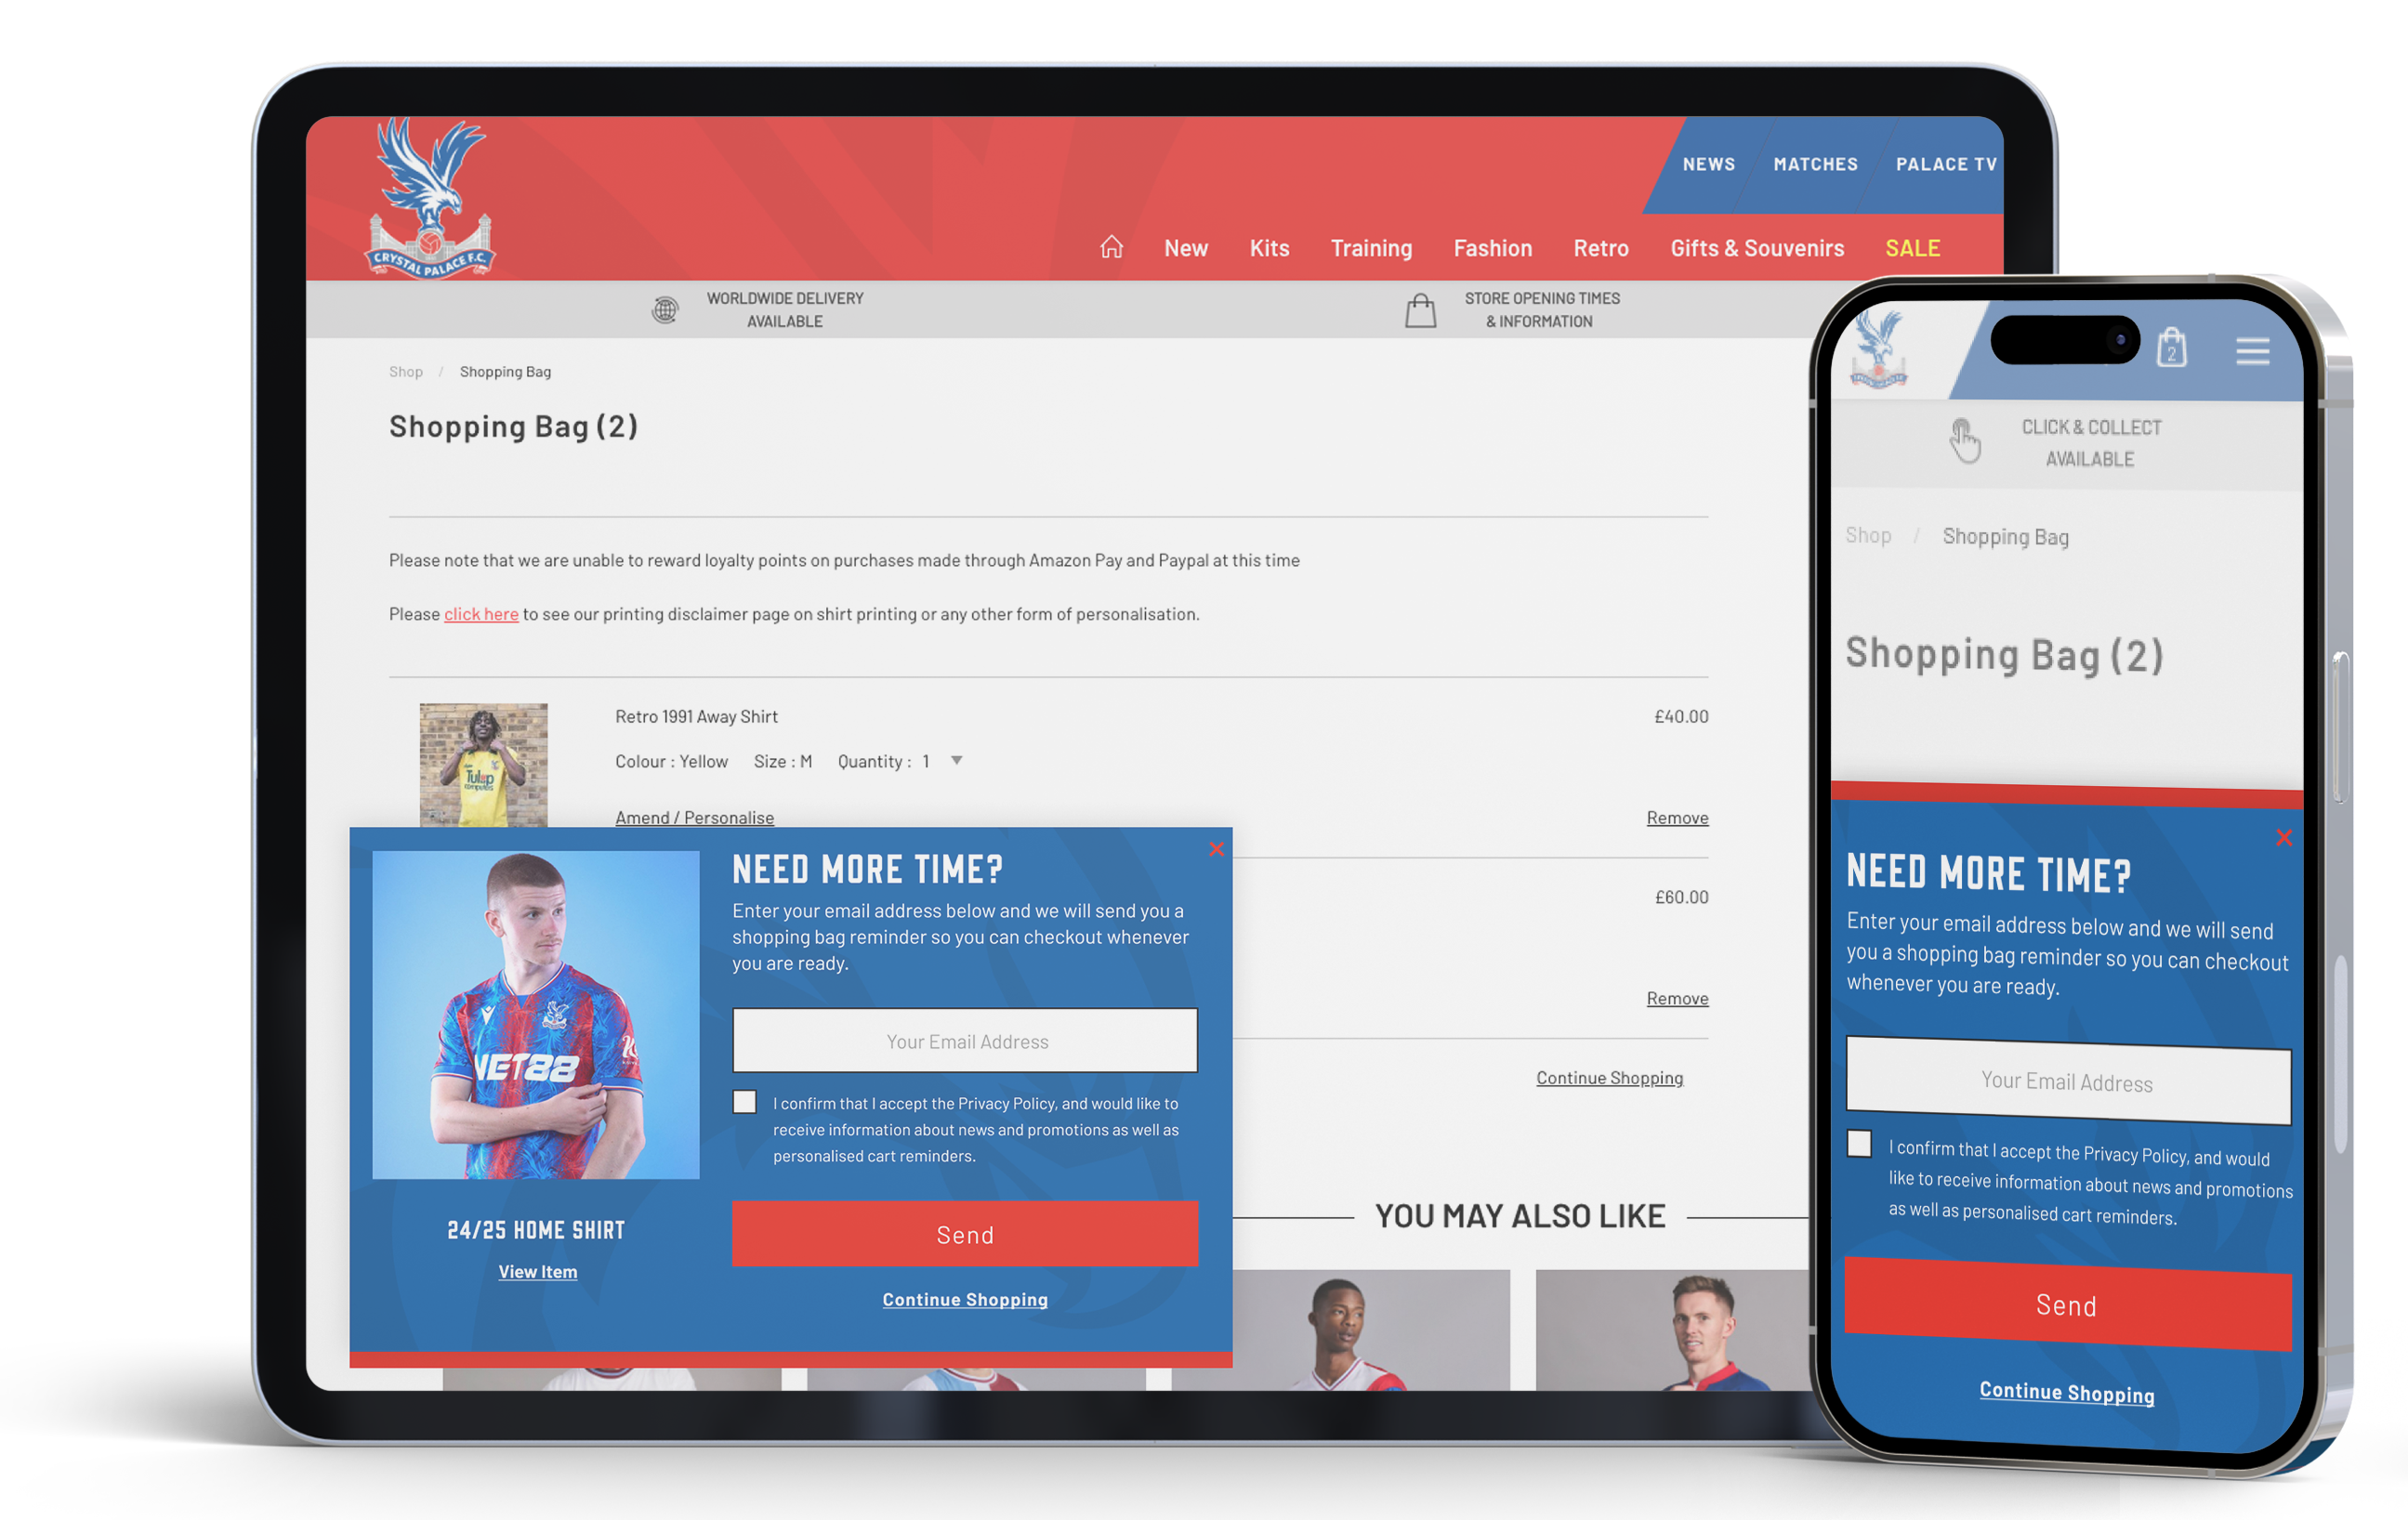 CRYSTAL PALACE F.C.
NEWS
MATCHES
PALACE TV
New
Kits
Training
Fashion
Retro
Gifts & Souvenirs
SALE
WORLDWIDE DELIVERY
AVAILABLE
STORE OPENING TIMES
& INFORMATION
Shop / Shopping Bag
Shopping Bag (2)
Please note that we are unable to reward loyalty points on purchases made through Amazon Pay and Paypal at this time
Please click here to see our printing disclaimer page on shirt printing or any other form of personalisation.
Retro 1991 Away Shirt
£40.00
Colour : Yellow
Size : M
Quantity : 1
Tulip
computers
Amend / Personalise
Remove
£60.00
Remove
Continue Shopping
NET88
24/25 HOME SHIRT
View Item
NEED MORE TIME?
Enter your email address below and we will send you a
shopping bag reminder so you can checkout whenever
you are ready.
Your Email Address
I confirm that I accept the Privacy Policy, and would like to
receive information about news and promotions as well as
personalised cart reminders.
Send
Continue Shopping
YOU MAY ALSO LIKE
2
CLICK & COLLECT
AVAILABLE
Shop / Shopping Bag
Shopping Bag (2)
NEED MORE TIME?
Enter your email address below and we will send
you a shopping bag reminder so you can checkout
whenever you are ready.
Your Email Address
I confirm that I accept the Privacy Policy, and would
like to receive information about news and promotions
as well as personalised cart reminders.
Send
Continue Shopping